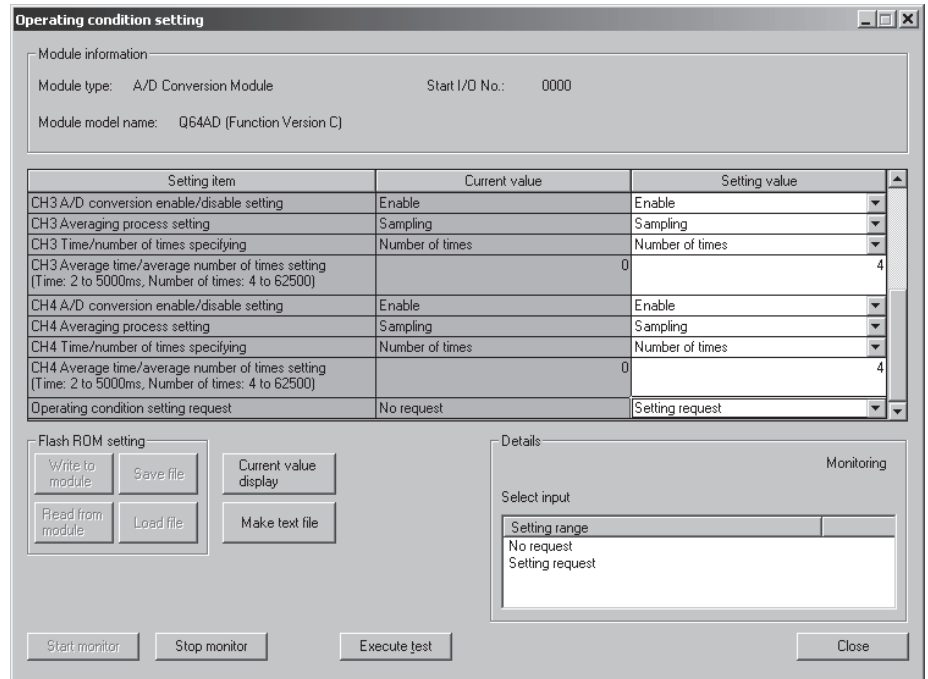 Operating condition setting
Module information
Module type: A/D Conversion Module Start I/O No.: 0000
Module model name: Q64AD (Function Version C)
Setting item Current value Setting value
CH3 A/D conversion enable/disable setting Enable Enable
CH3 Averaging process setting Sampling Sampling
CH3 Time/number of times specifying Number of times Number of times
CH3 Average time/average number of times setting 0 4
(Time: 2 to 5000ms, Number of times: 4 to 62500)
CH4 A/D conversion enable/disable setting Enable Enable
CH4 Averaging process setting Sampling Sampling
CH4 Time/number of times specifying Number of times Number of times
CH4 Average time/average number of times setting 0 4
(Time: 2 to 5000ms, Number of times: 4 to 62500)
Operating condition setting request No request Setting request
Flash ROM setting
Write to
module
Save file
Current value
display
Read from
module
Load file
Make text file
Details
Monitoring
Select input
Setting range
No request
Setting request
Start monitor
Stop monitor
Execute test
Close